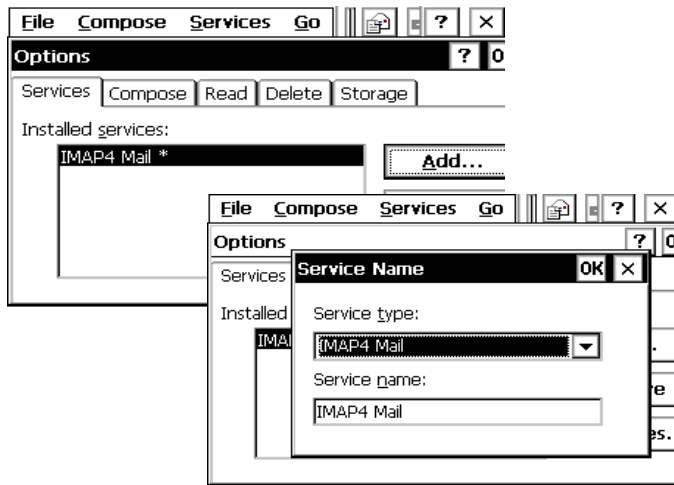 File Compose Services Go ? ×
Options ?
Services Compose Read Delete Storage
Installed services:
IMAP4 Mail *
Add...
File Compose Services Go ? ×
Options ?
Services
Service Name OK ×
Installed
Service type:
IMAP4 Mail
Service name:
IMAP4 Mail